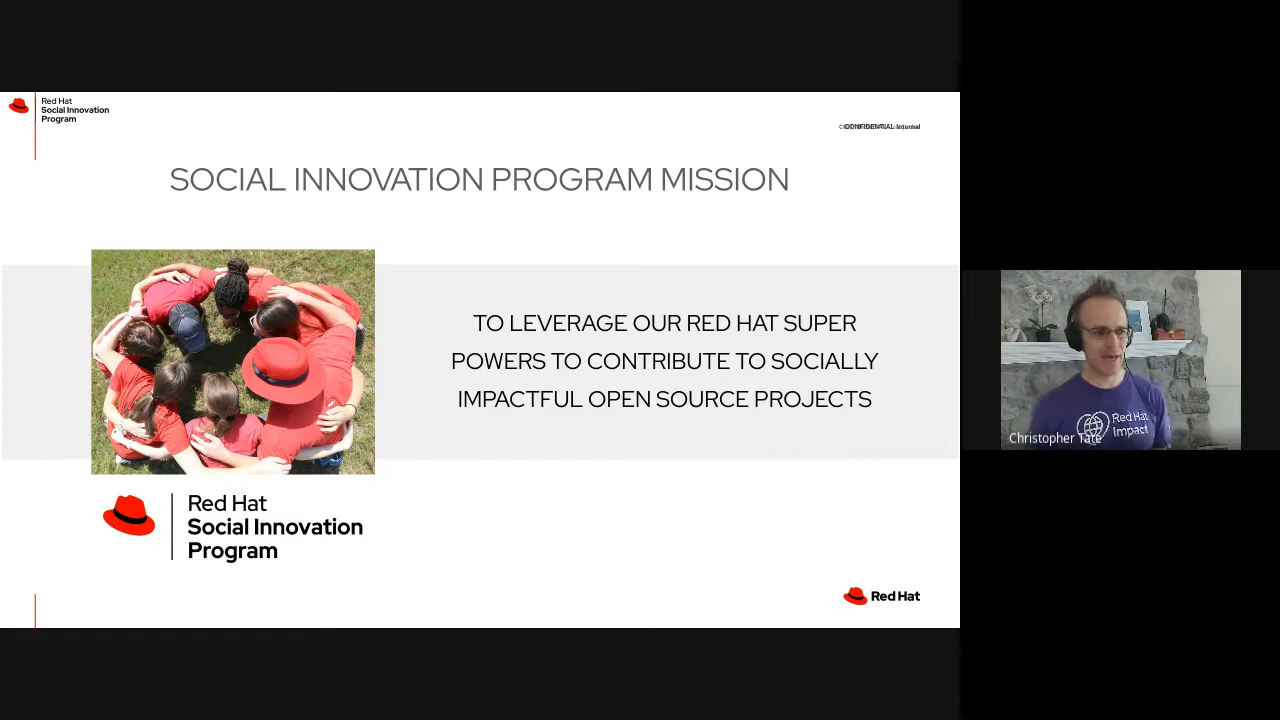 Red Hat
Social Innovation
Program
CONFIDENTIAL Internal
SOCIAL INNOVATION PROGRAM MISSION
TO LEVERAGE OUR RED HAT SUPER
POWERS TO CONTRIBUTE TO SOCIALLY
IMPACTFUL OPEN SOURCE PROJECTS
Red Hat
Impact
Christopher Tate
Red Hat
Social Innovation
Program
Red Hat